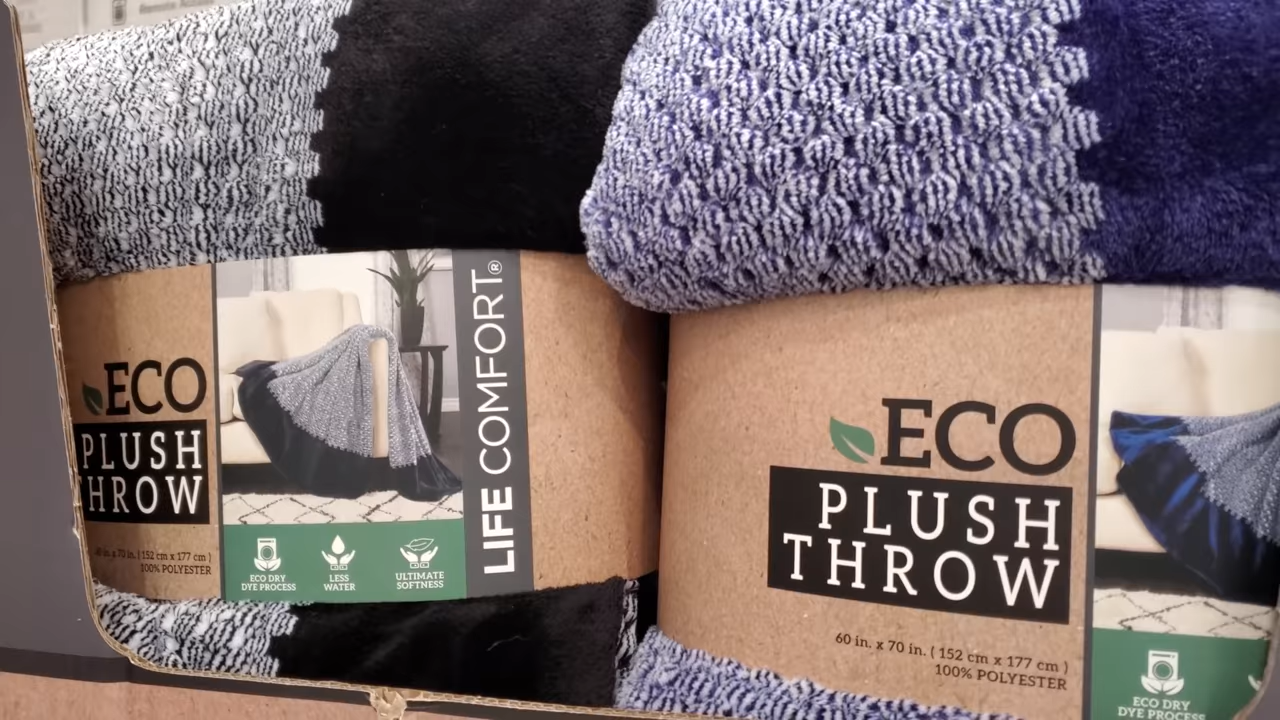 ECO
PLUSH
THROW
in. x 70 in. ( 152 cm x 177 cm )
100% POLYESTER
ECO DRY
DYE PROCESS
LESS
WATER
ULTIMATE
SOFTNESS
LIFE COMFORT®
ECO
PLUSH
THROW
60 in. x 70 in. ( 152 cm x 177 cm )
100% POLYESTER
ECO DRY
DYE PROCESS